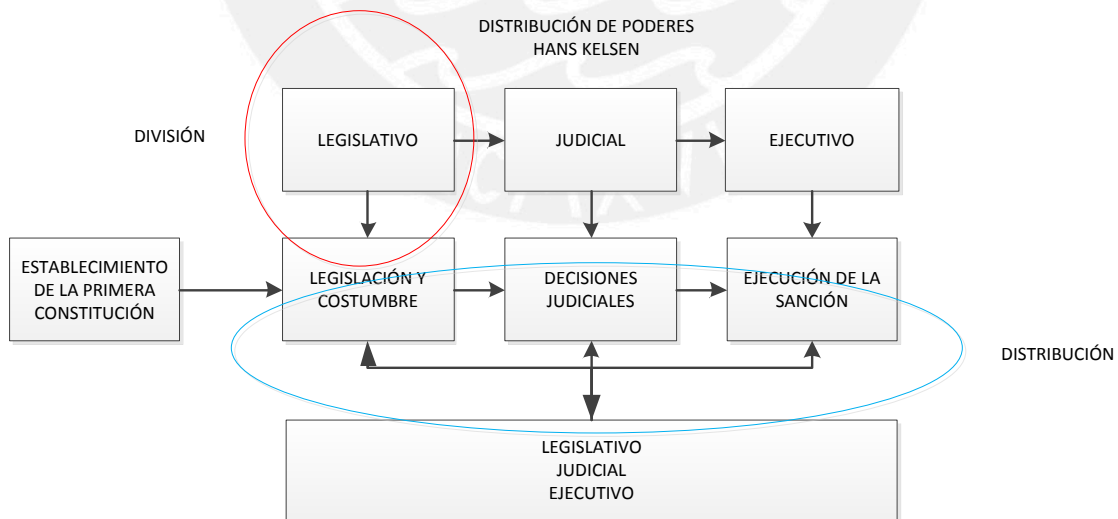 DISTRIBUCIÓN DE PODERES
HANS KELSEN
DIVISIÓN
LEGISLATIVO
JUDICIAL
EJECUTIVO
ESTABLECIMIENTO
DE LA PRIMERA
CONSTITUCIÓN
LEGISLACIÓN Y
COSTUMBRE
DECISIONES
JUDICIALES
EJECUCIÓN DE LA
SANCIÓN
DISTRIBUCIÓN
LEGISLATIVO
JUDICIAL
EJECUTIVO